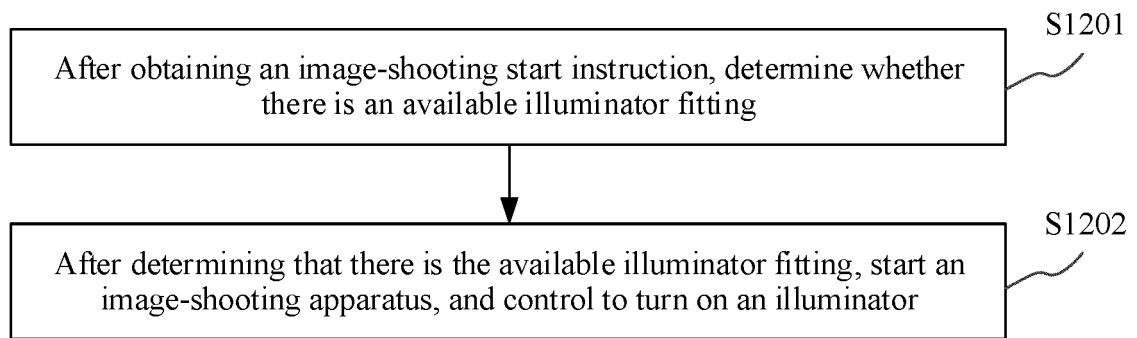 S1201
After obtaining an image-shooting start instruction, determine whether
there is an available illuminator fitting
S1202
After determining that there is the available illuminator fitting, start an
image-shooting apparatus, and control to turn on an illuminator